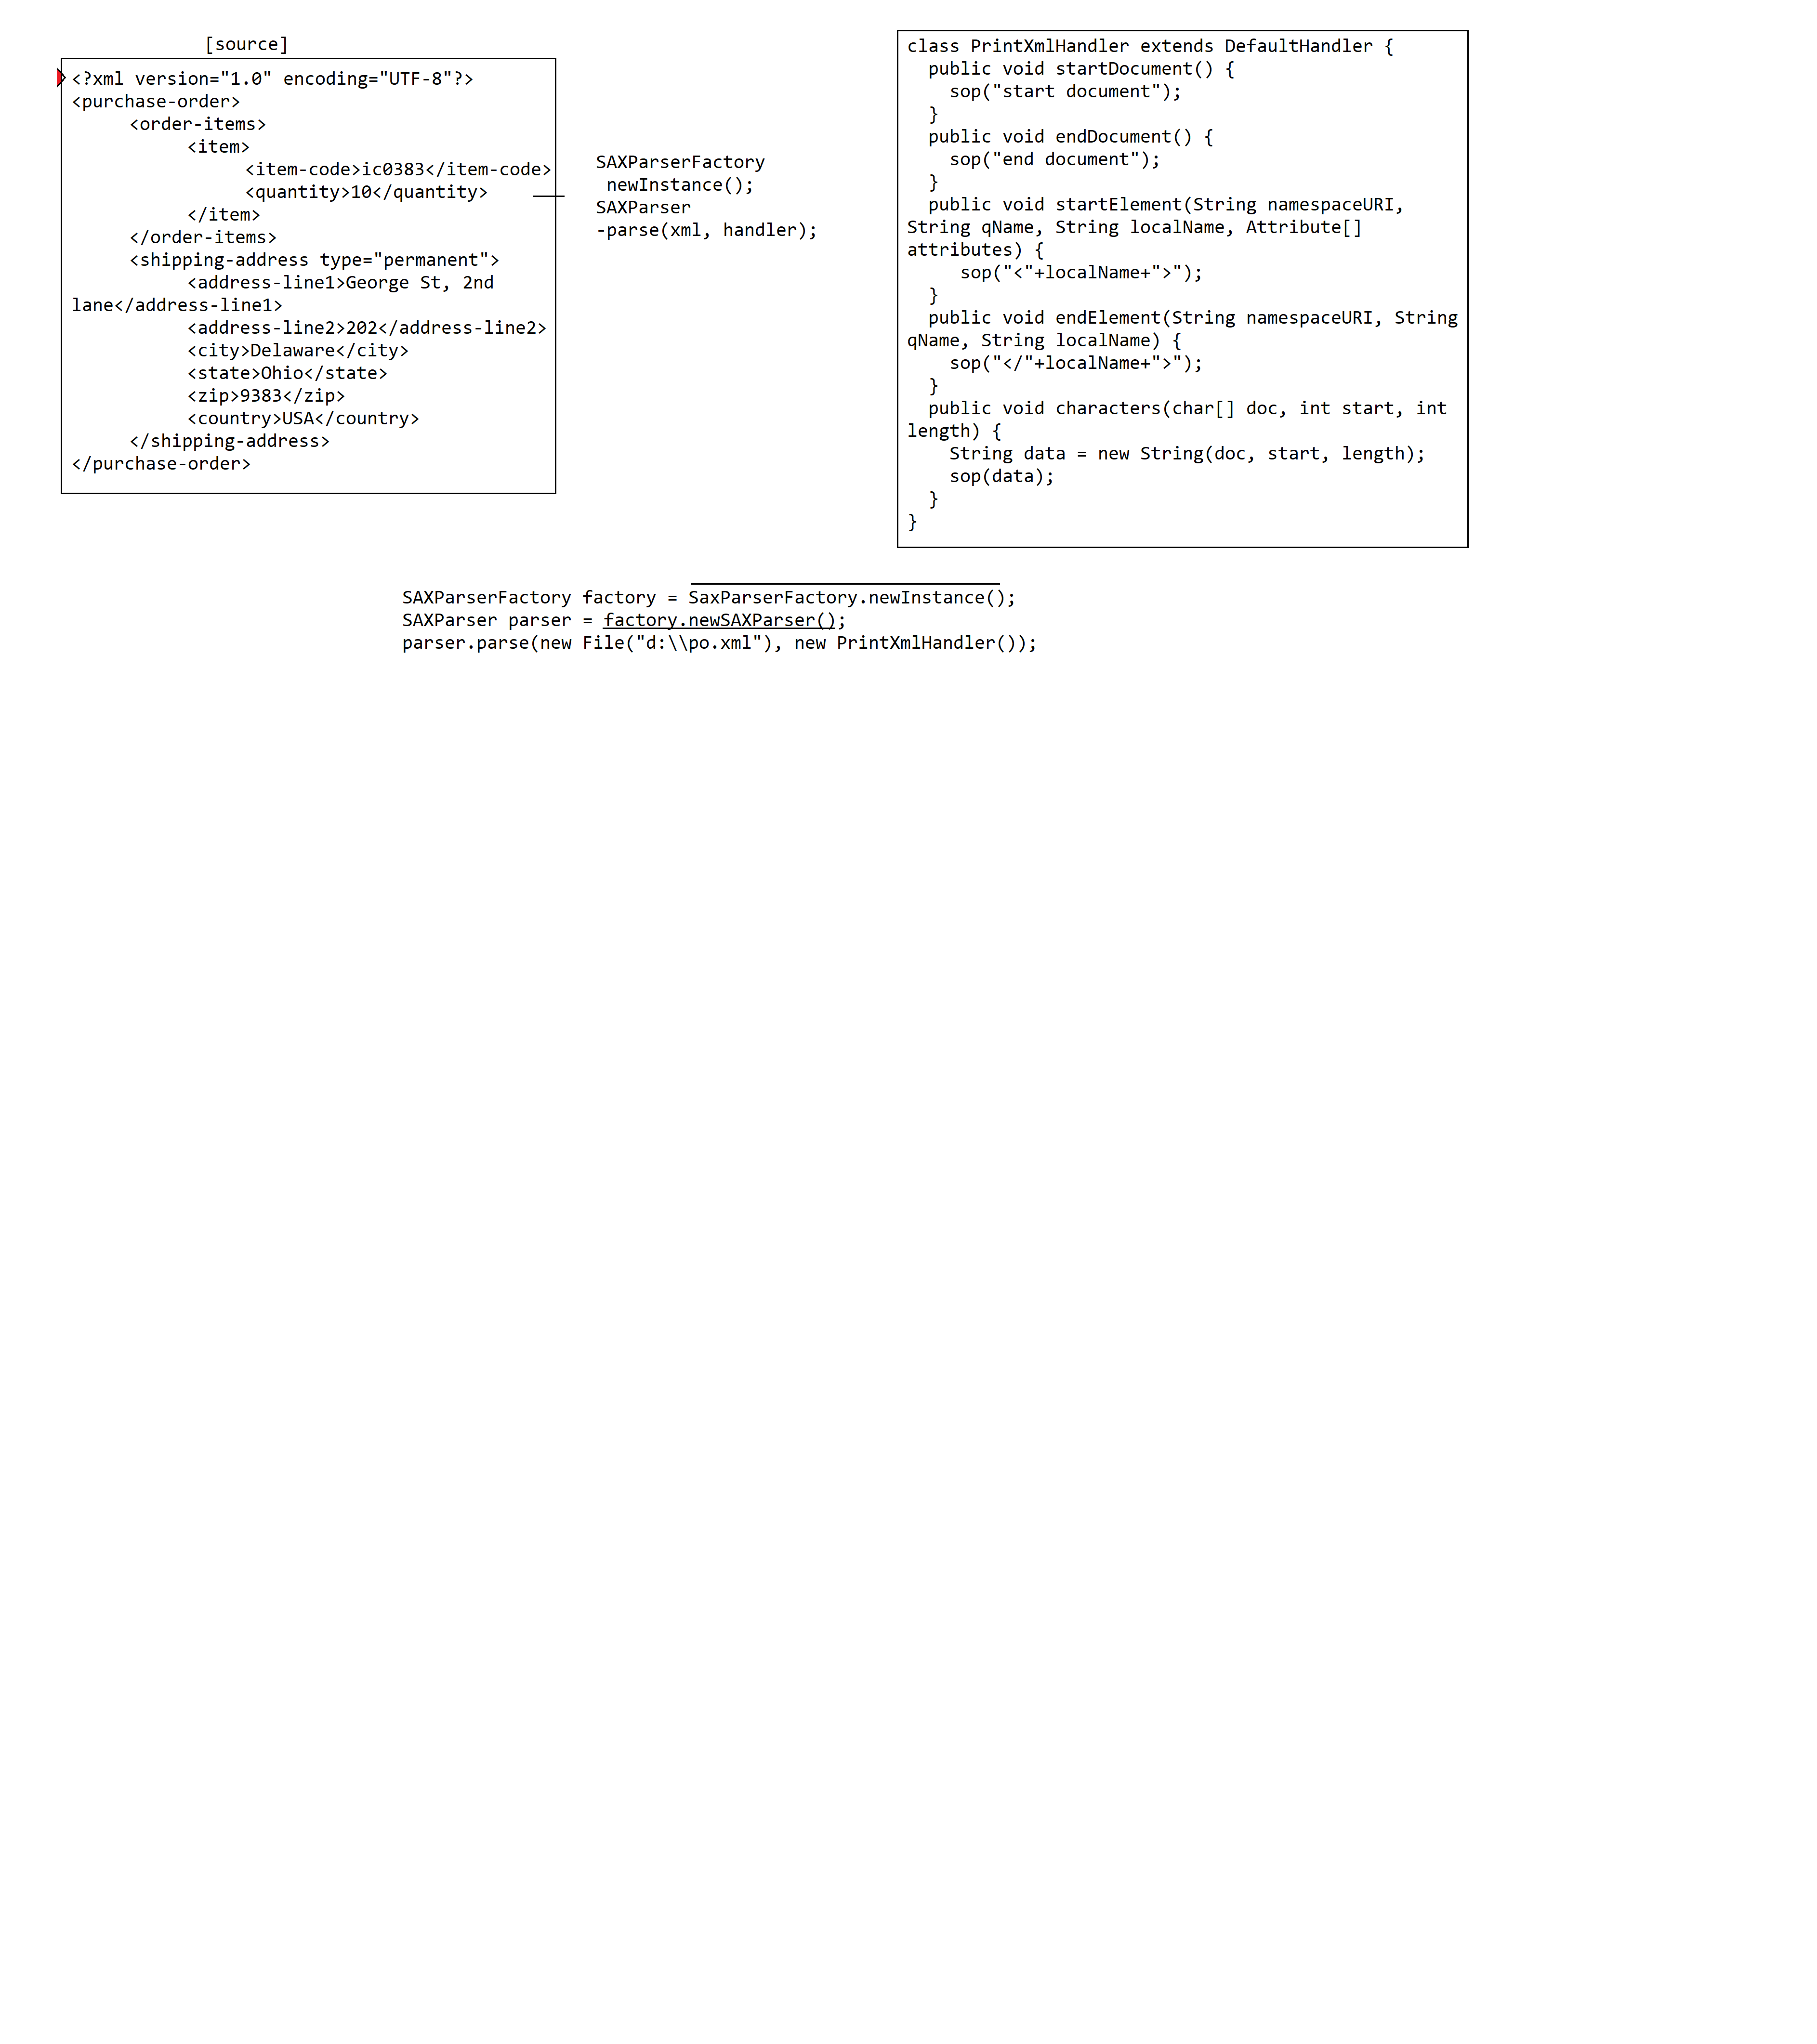 [source]
<?xml version="1.0" encoding="UTF-8"?>
<purchase-order>
<order-items>
<item>
<item-code>ic0383</item-code>
<quantity>10</quantity>
</item>
</order-items>
<shipping-address type="permanent">
<address-line1>George St, 2nd
lane</address-line1>
<address-line2>202</address-line2>
<city>Delaware</city>
<state>Ohio</state>
<zip>9383</zip>
<country>USA</country>
</shipping-address>
</purchase-order>
SAXParserFactory
newInstance();
SAXParser
-parse(xml, handler);
class PrintXmlHandler extends DefaultHandler {
public void startDocument() {
sop("start document");
}
public void endDocument() {
sop("end document");
}
public void startElement(String namespaceURI,
String qName, String localName, Attribute[]
attributes) {
sop("<"+localName+">");
}
public void endElement(String namespaceURI, String
qName, String localName) {
sop("</"+localName+">");
}
public void characters(char[] doc, int start, int
length) {
String data = new String(doc, start, length);
sop(data);
}
}
SAXParserFactory factory = SaxParserFactory.newInstance();
SAXParser parser = factory.newSAXParser();
parser.parse(new File("d:\\po.xml"), new PrintXmlHandler());